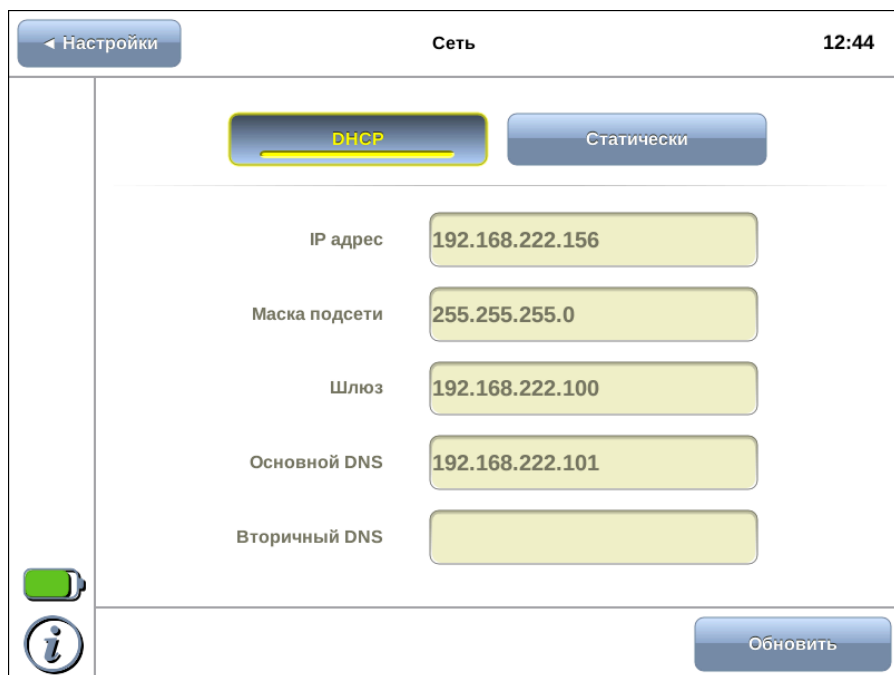 ◄ Настройки Сеть 12:44
DHCP Статически
IP адрес 192.168.222.156
Маска подсети 255.255.255.0
Шлюз 192.168.222.100
Основной DNS 192.168.222.101
Вторичный DNS
i Обновить